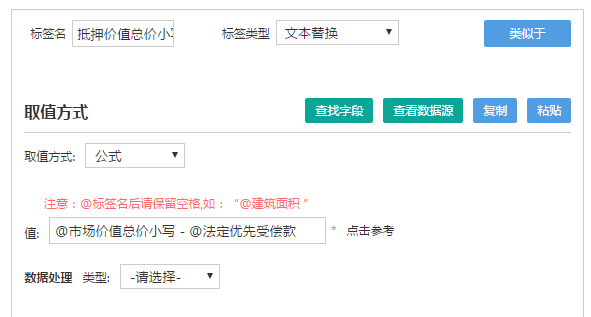 标签名 抵押价值总价小 标签类型 文本替换 类似于
取值方式 查找字段 查看数据源 复制 粘贴
取值方式: 公式
注意：@标签名后请保留空格,如：“@建筑面积 ”
值: @市场价值总价小写 - @法定优先受偿款 * 点击参考
数据处理 类型: -请选择-